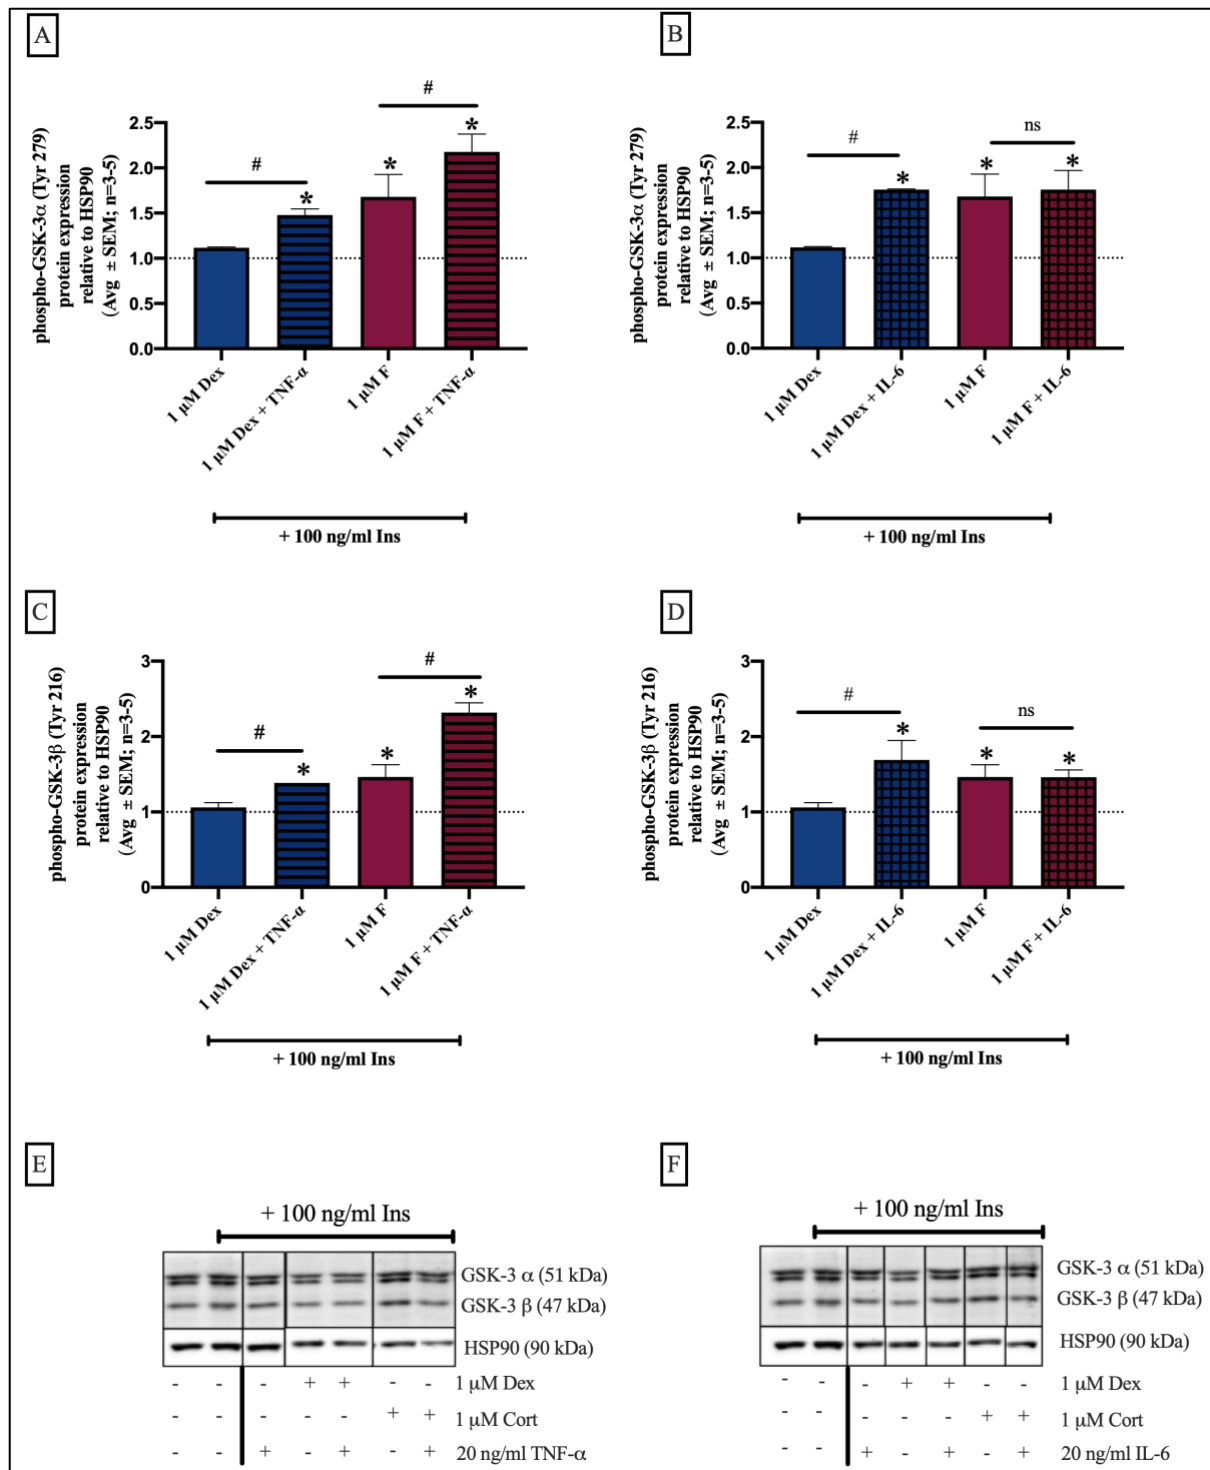 A
phospho-GSK-3α (Tyr 279)
protein expression
relative to HSP90
(Avg ± SEM; n=3-5)
2.5
2.0
1.5
1.0
0.5
0.0
#
#
*
*
*
1 µM Dex
1 µM Dex + TNF-α
1 µM F
1 µM F + TNF-α
+ 100 ng/ml Ins
B
phospho-GSK-3α (Tyr 279)
protein expression
relative to HSP90
(Avg ± SEM; n=3-5)
2.5
2.0
1.5
1.0
0.5
0.0
#
ns
*
*
*
1 µM Dex
1 µM Dex + IL-6
1 µM F
1 µM F + IL-6
+ 100 ng/ml Ins
C
phospho-GSK-3β (Tyr 216)
protein expression
relative to HSP90
(Avg ± SEM; n=3-5)
3
2
1
0
#
#
*
*
*
1 µM Dex
1 µM Dex + TNF-α
1 µM F
1 µM F + TNF-α
+ 100 ng/ml Ins
D
phospho-GSK-3β (Tyr 216)
protein expression
relative to HSP90
(Avg ± SEM; n=3-5)
3
2
1
0
#
ns
*
*
*
1 µM Dex
1 µM Dex + IL-6
1 µM F
1 µM F + IL-6
+ 100 ng/ml Ins
E
+ 100 ng/ml Ins
GSK-3 α (51 kDa)
GSK-3 β (47 kDa)
HSP90 (90 kDa)
- - - + + - - 1 µM Dex
- - - - - + + 1 µM Cort
- - + - + - + 20 ng/ml TNF-α
F
+ 100 ng/ml Ins
GSK-3 α (51 kDa)
GSK-3 β (47 kDa)
HSP90 (90 kDa)
- - - + + - - 1 µM Dex
- - - - - + + 1 µM Cort
- - + - + - + 20 ng/ml IL-6